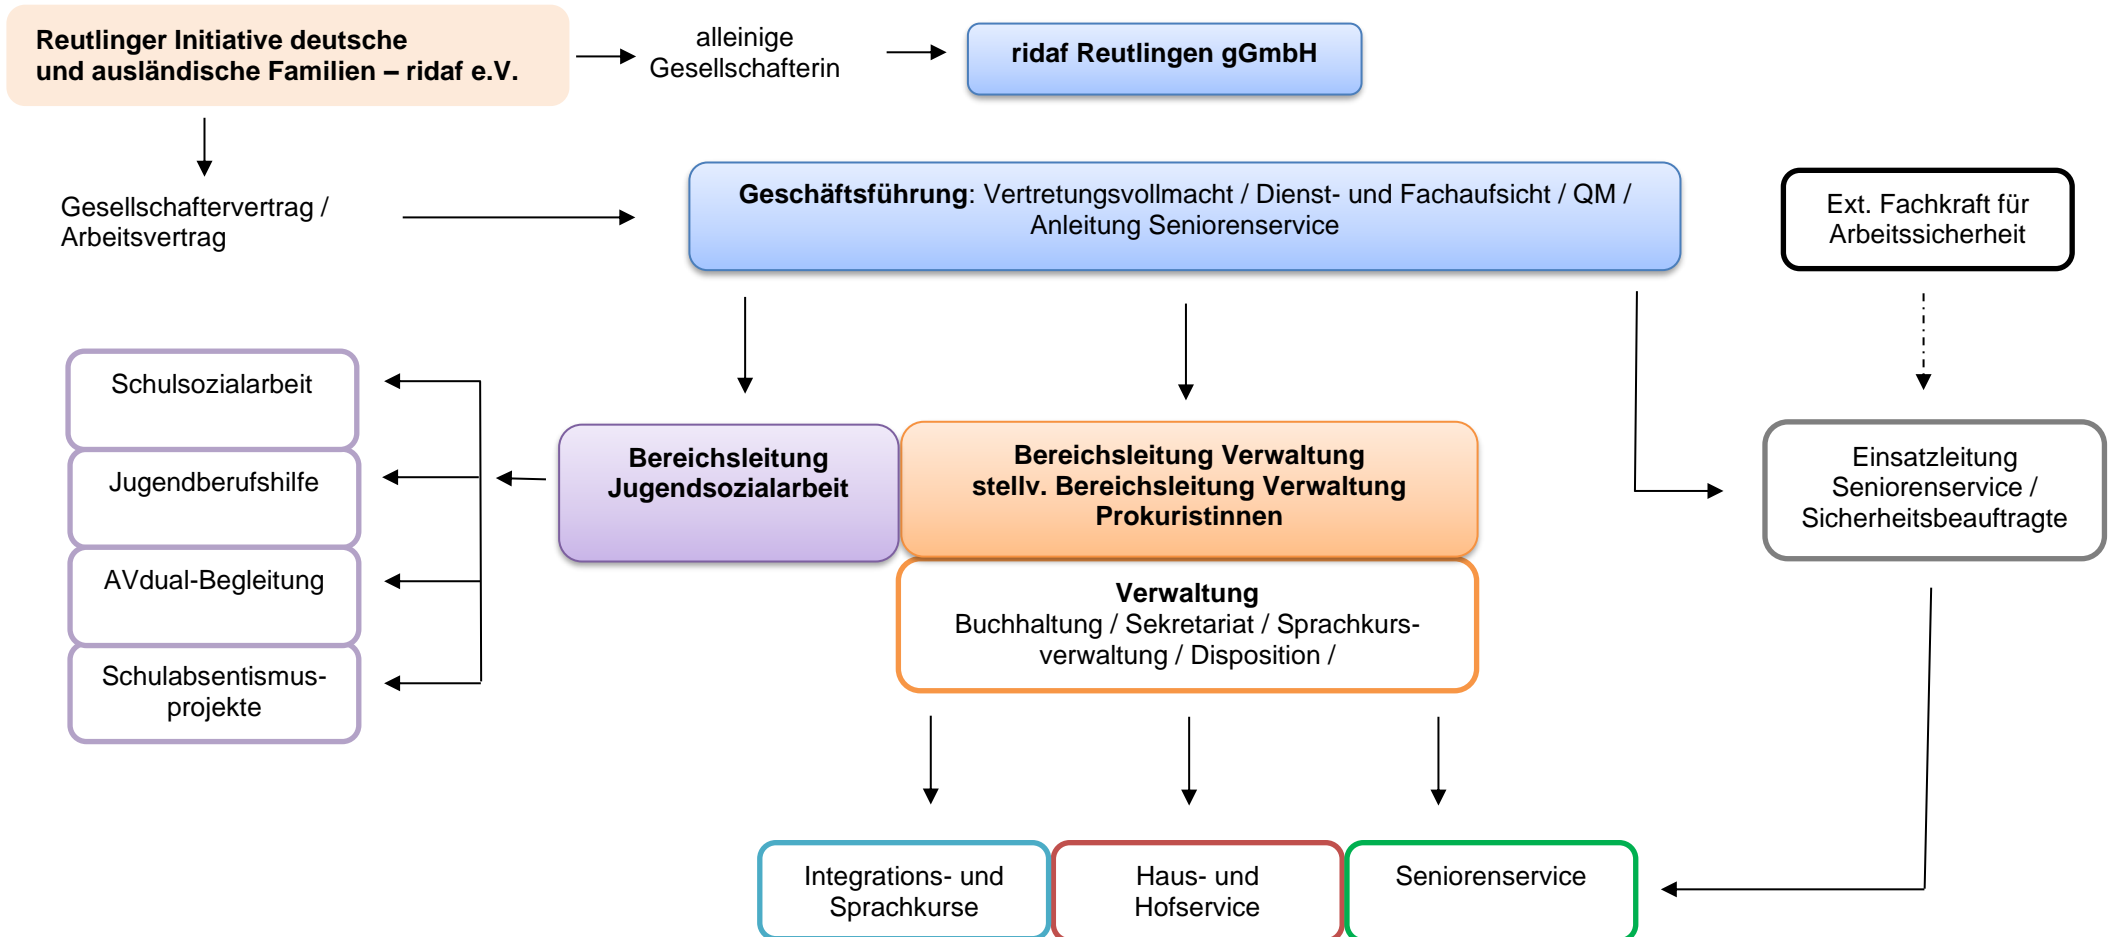 Reutlinger Initiative deutsche
und ausländische Familien – ridaf e.V.
alleinige
Gesellschafterin
ridaf Reutlingen gGmbH
Gesellschaftervertrag /
Arbeitsvertrag
Geschäftsführung: Vertretungsvollmacht / Dienst- und Fachaufsicht / QM /
Anleitung Seniorenservice
Ext. Fachkraft für
Arbeitssicherheit
Schulsozialarbeit
Jugendberufshilfe
AVdual-Begleitung
Schulabsentismus-
projekte
Bereichsleitung
Jugendsozialarbeit
Bereichsleitung Verwaltung
stellv. Bereichsleitung Verwaltung
Prokuristinnen
Verwaltung
Buchhaltung / Sekretariat / Sprachkurs-
verwaltung / Disposition /
Einsatzleitung
Seniorenservice /
Sicherheitsbeauftragte
Integrations- und
Sprachkurse
Haus- und
Hofservice
Seniorenservice